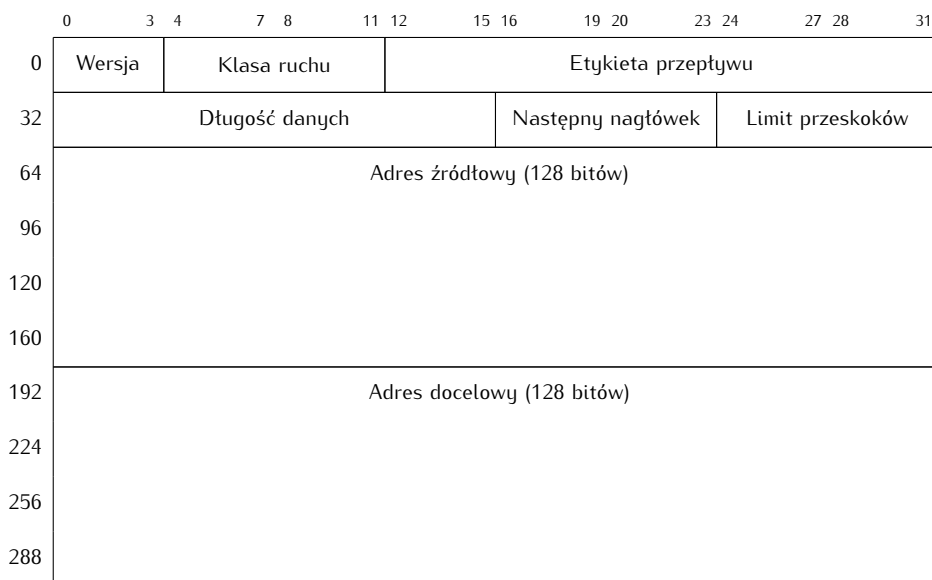 0 3 4 7 8 11 12 15 16 19 20 23 24 27 28 31
0 Wersja Klasa ruchu Etykieta przepływu
32 Długość danych Następny nagłówek Limit przeskoków
64 Adres źródłowy (128 bitów)
96
120
160
192 Adres docelowy (128 bitów)
224
256
288